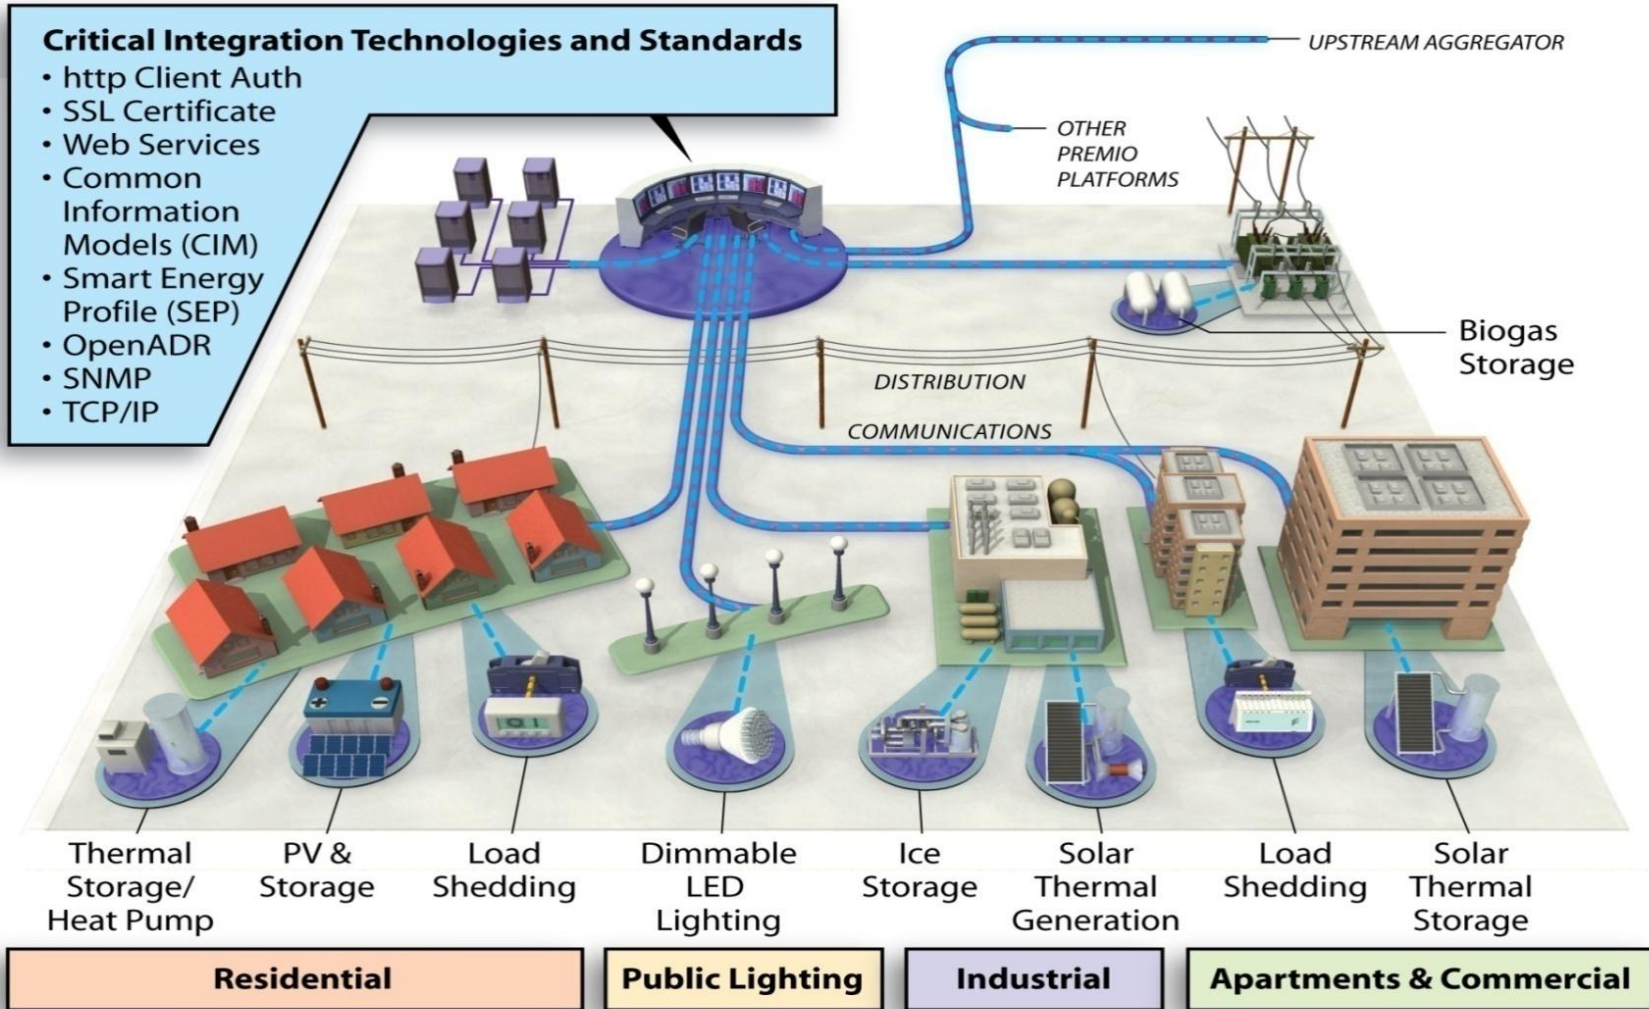 Critical Integration Technologies and Standards
• http Client Auth
• SSL Certificate
• Web Services
• Common
Information
Models (CIM)
• Smart Energy
Profile (SEP)
• OpenADR
• SNMP
• TCP/IP
UPSTREAM AGGREGATOR
OTHER
PREMIO
PLATFORMS
Biogas
Storage
DISTRIBUTION
COMMUNICATIONS
Thermal
Storage/
Heat Pump
PV &
Storage
Load
Shedding
Dimmable
LED
Lighting
Ice
Storage
Solar
Thermal
Generation
Load
Shedding
Solar
Thermal
Storage
Residential
Public Lighting
Industrial
Apartments & Commercial